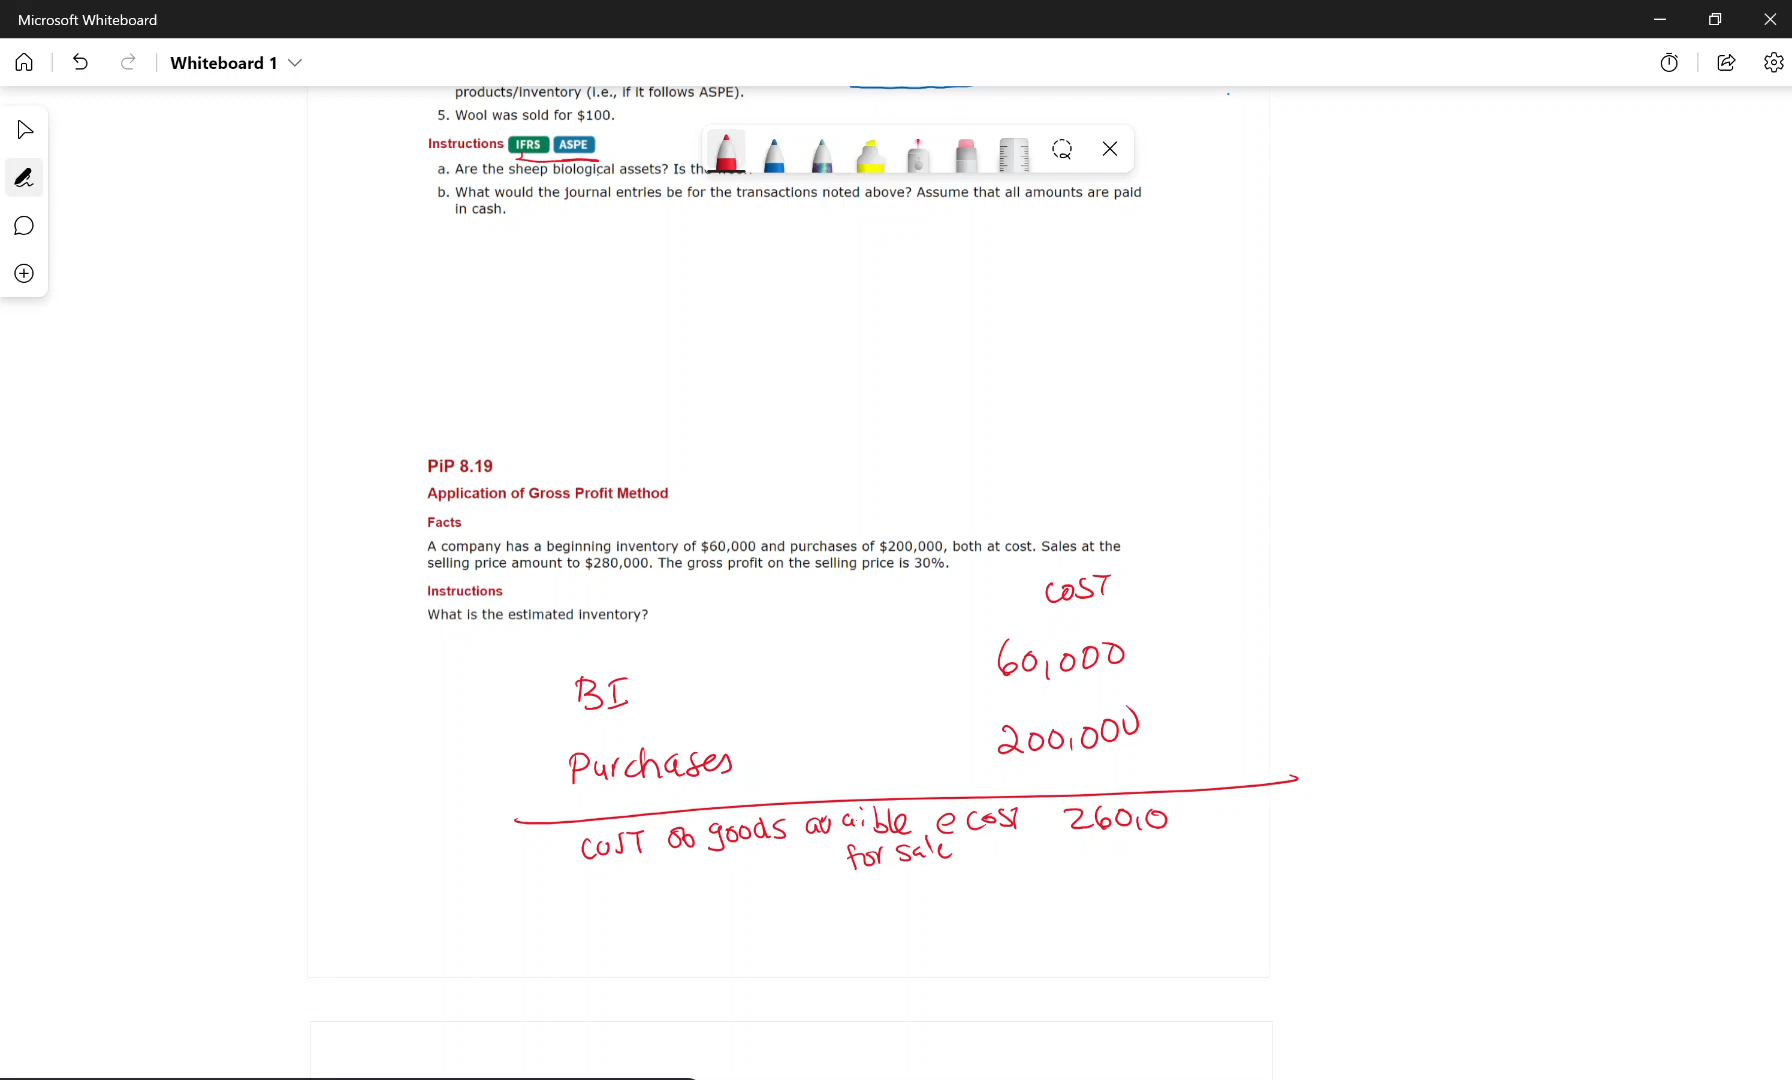 Microsoft Whiteboard
Whiteboard 1
products/inventory (i.e., if it follows ASPE).
5. Wool was sold for $100.
Instructions IFRS ASPE
a. Are the sheep biological assets? Is the
b. What would the journal entries be for the transactions noted above? Assume that all amounts are paid
in cash.
PiP 8.19
Application of Gross Profit Method
Facts
A company has a beginning inventory of $60,000 and purchases of $200,000, both at cost. Sales at the
selling price amount to $280,000. The gross profit on the selling price is 30%.
Instructions
What is the estimated inventory?
COST
BI 60,000
Purchases 200,000
COST of goods avaible e cost 260,0
for sale